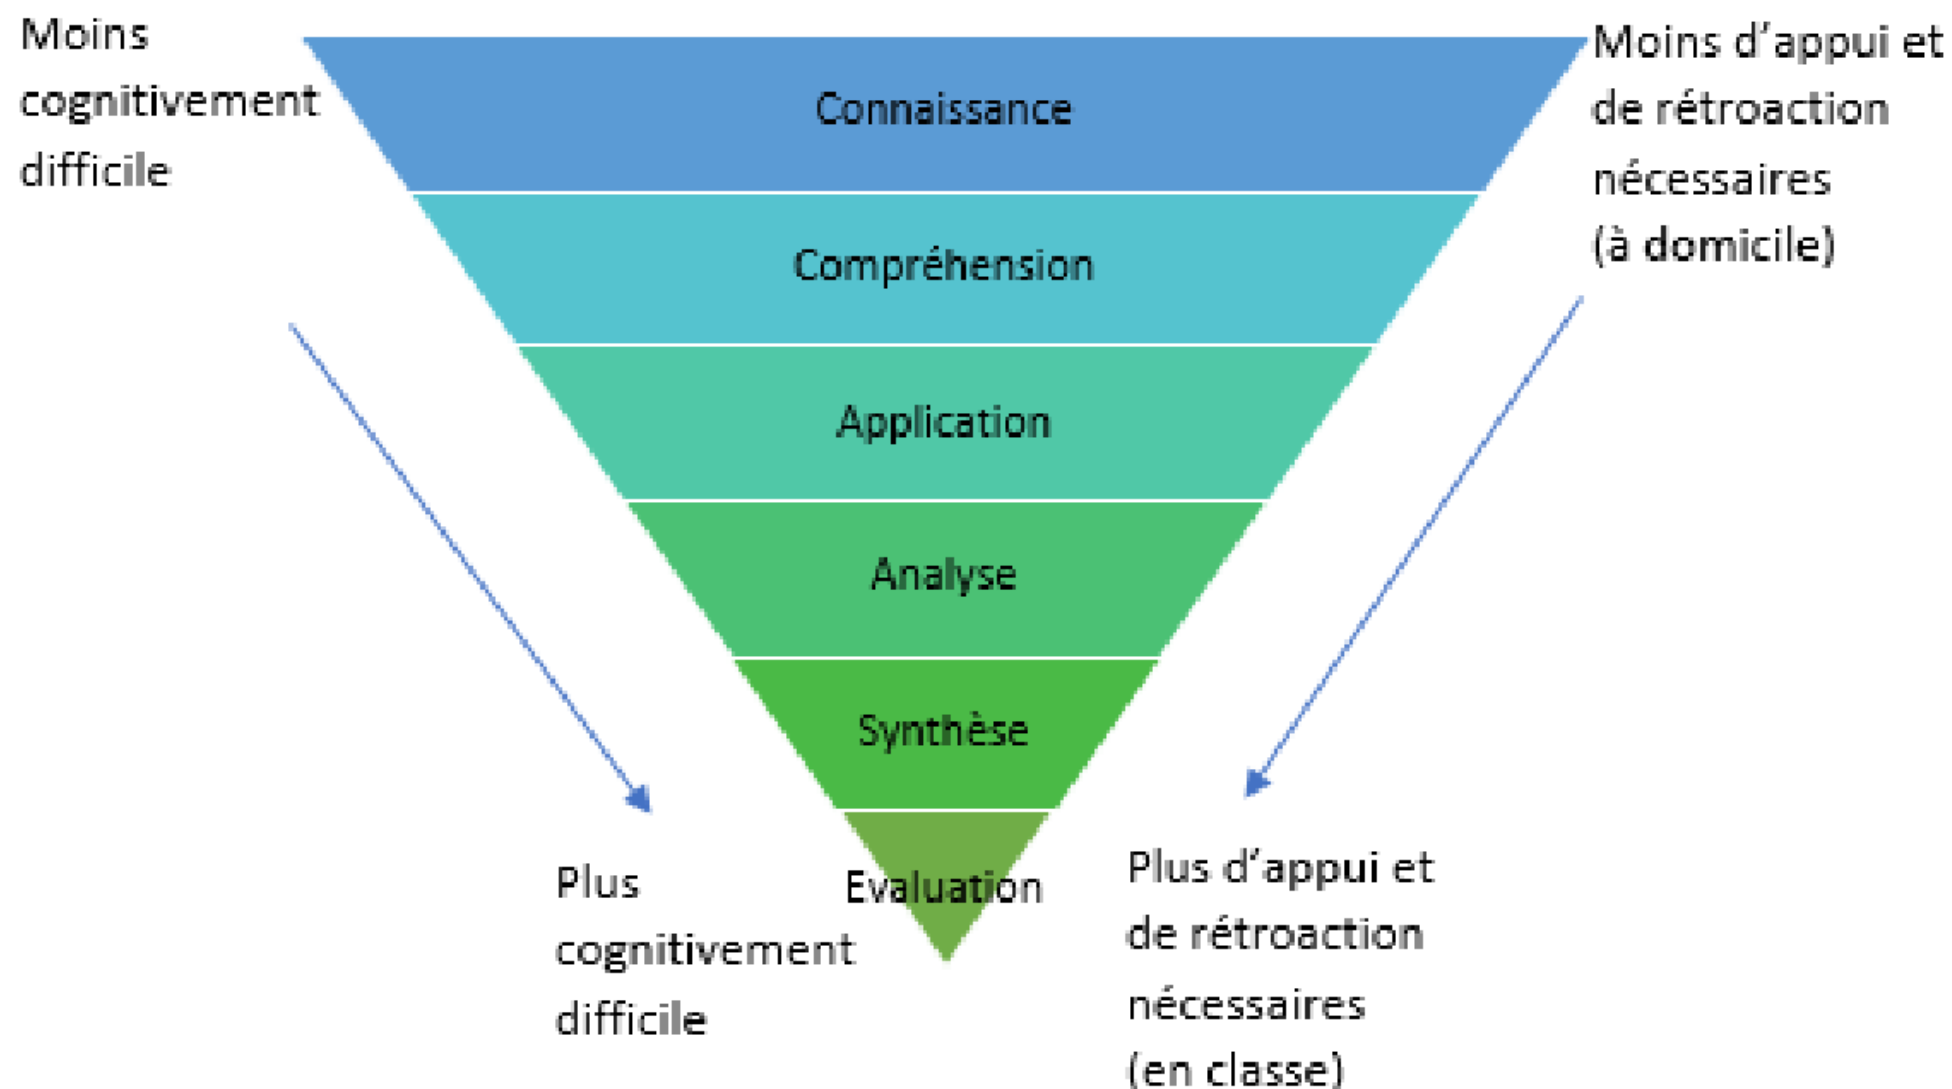 Moins
cognitivement
difficile
Moins d'appui et
de rétroaction
nécessaires
(à domicile)
Connaissance
Compréhension
Application
Analyse
Synthèse
Evaluation
Plus
cognitivement
difficile
Plus d'appui et
de rétroaction
nécessaires
(en classe)